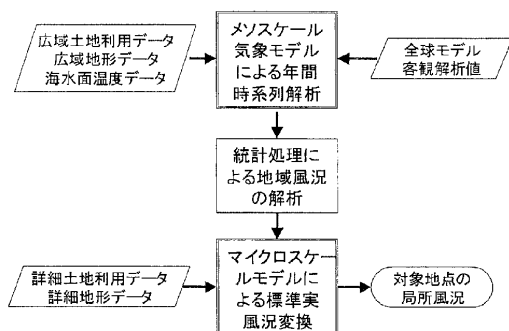 広域土地利用データ
広域地形データ
海水面温度データ
メソスケール
気象モデル
による年間
時系列解析
全球モデル
客観解析値
統計処理に
よる地域風況
の解析
詳細土地利用データ
詳細地形データ
マイクロスケー
ルモデルによ
る標準実
風況変換
対象地点の
局所風況